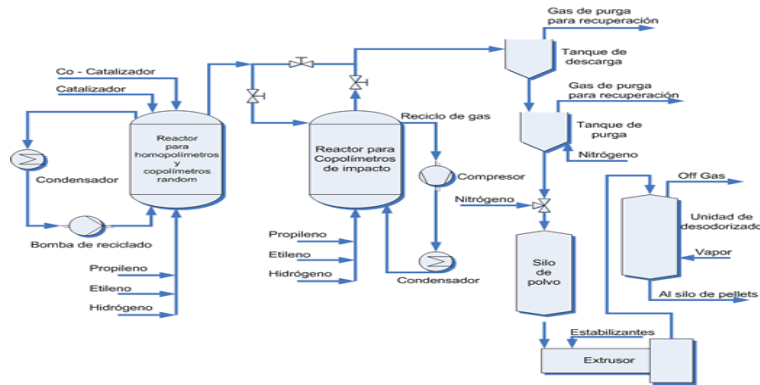 Gas de purga
para recuperación
Tanque de
descarga
Gas de purga
para recuperación
Tanque de
purga
Nitrógeno
Co - Catalizador
Catalizador
Reactor
para
homopolímetros
y
copolímetros
random
Condensador
Bomba de reciclado
Propileno
Etileno
Hidrógeno
Reactor para
Copolímetros
de impacto
Reciclo de gas
Compresor
Condensador
Propileno
Etileno
Hidrógeno
Nitrógeno
Silo
de
polvo
Estabilizantes
Extrusor
Off Gas
Unidad de
desodorizado
Vapor
Al silo de pellets